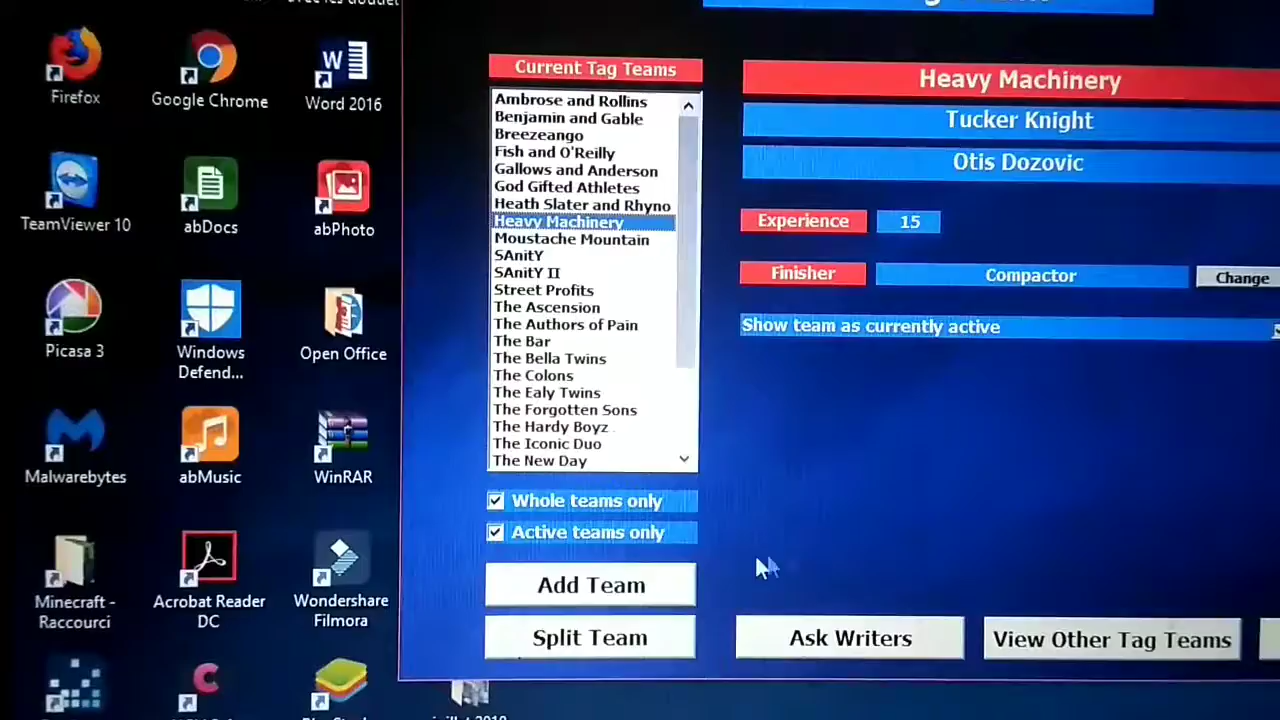 Firefox
Google Chrome
Word 2016
TeamViewer 10
abDocs
abPhoto
Picasa 3
Windows
Defend...
Open Office
Malwarebytes
abMusic
WinRAR
Minecraft -
Raccourci
Acrobat Reader
DC
Wondershare
Filmora
Current Tag Teams
Ambrose and Rollins
Benjamin and Gable
Breezeango
Fish and O'Reilly
Gallows and Anderson
God Gifted Athletes
Heath Slater and Rhyno
Heavy Machinery
Moustache Mountain
SAnitY
SAnitY II
Street Profits
The Ascension
The Authors of Pain
The Bar
The Bella Twins
The Colons
The Ealy Twins
The Forgotten Sons
The Hardy Boyz
The Iconic Duo
The New Day
Whole teams only
Active teams only
Add Team
Split Team
Heavy Machinery
Tucker Knight
Otis Dozovic
Experience 15
Finisher Compactor Change
Show team as currently active
Ask Writers
View Other Tag Teams